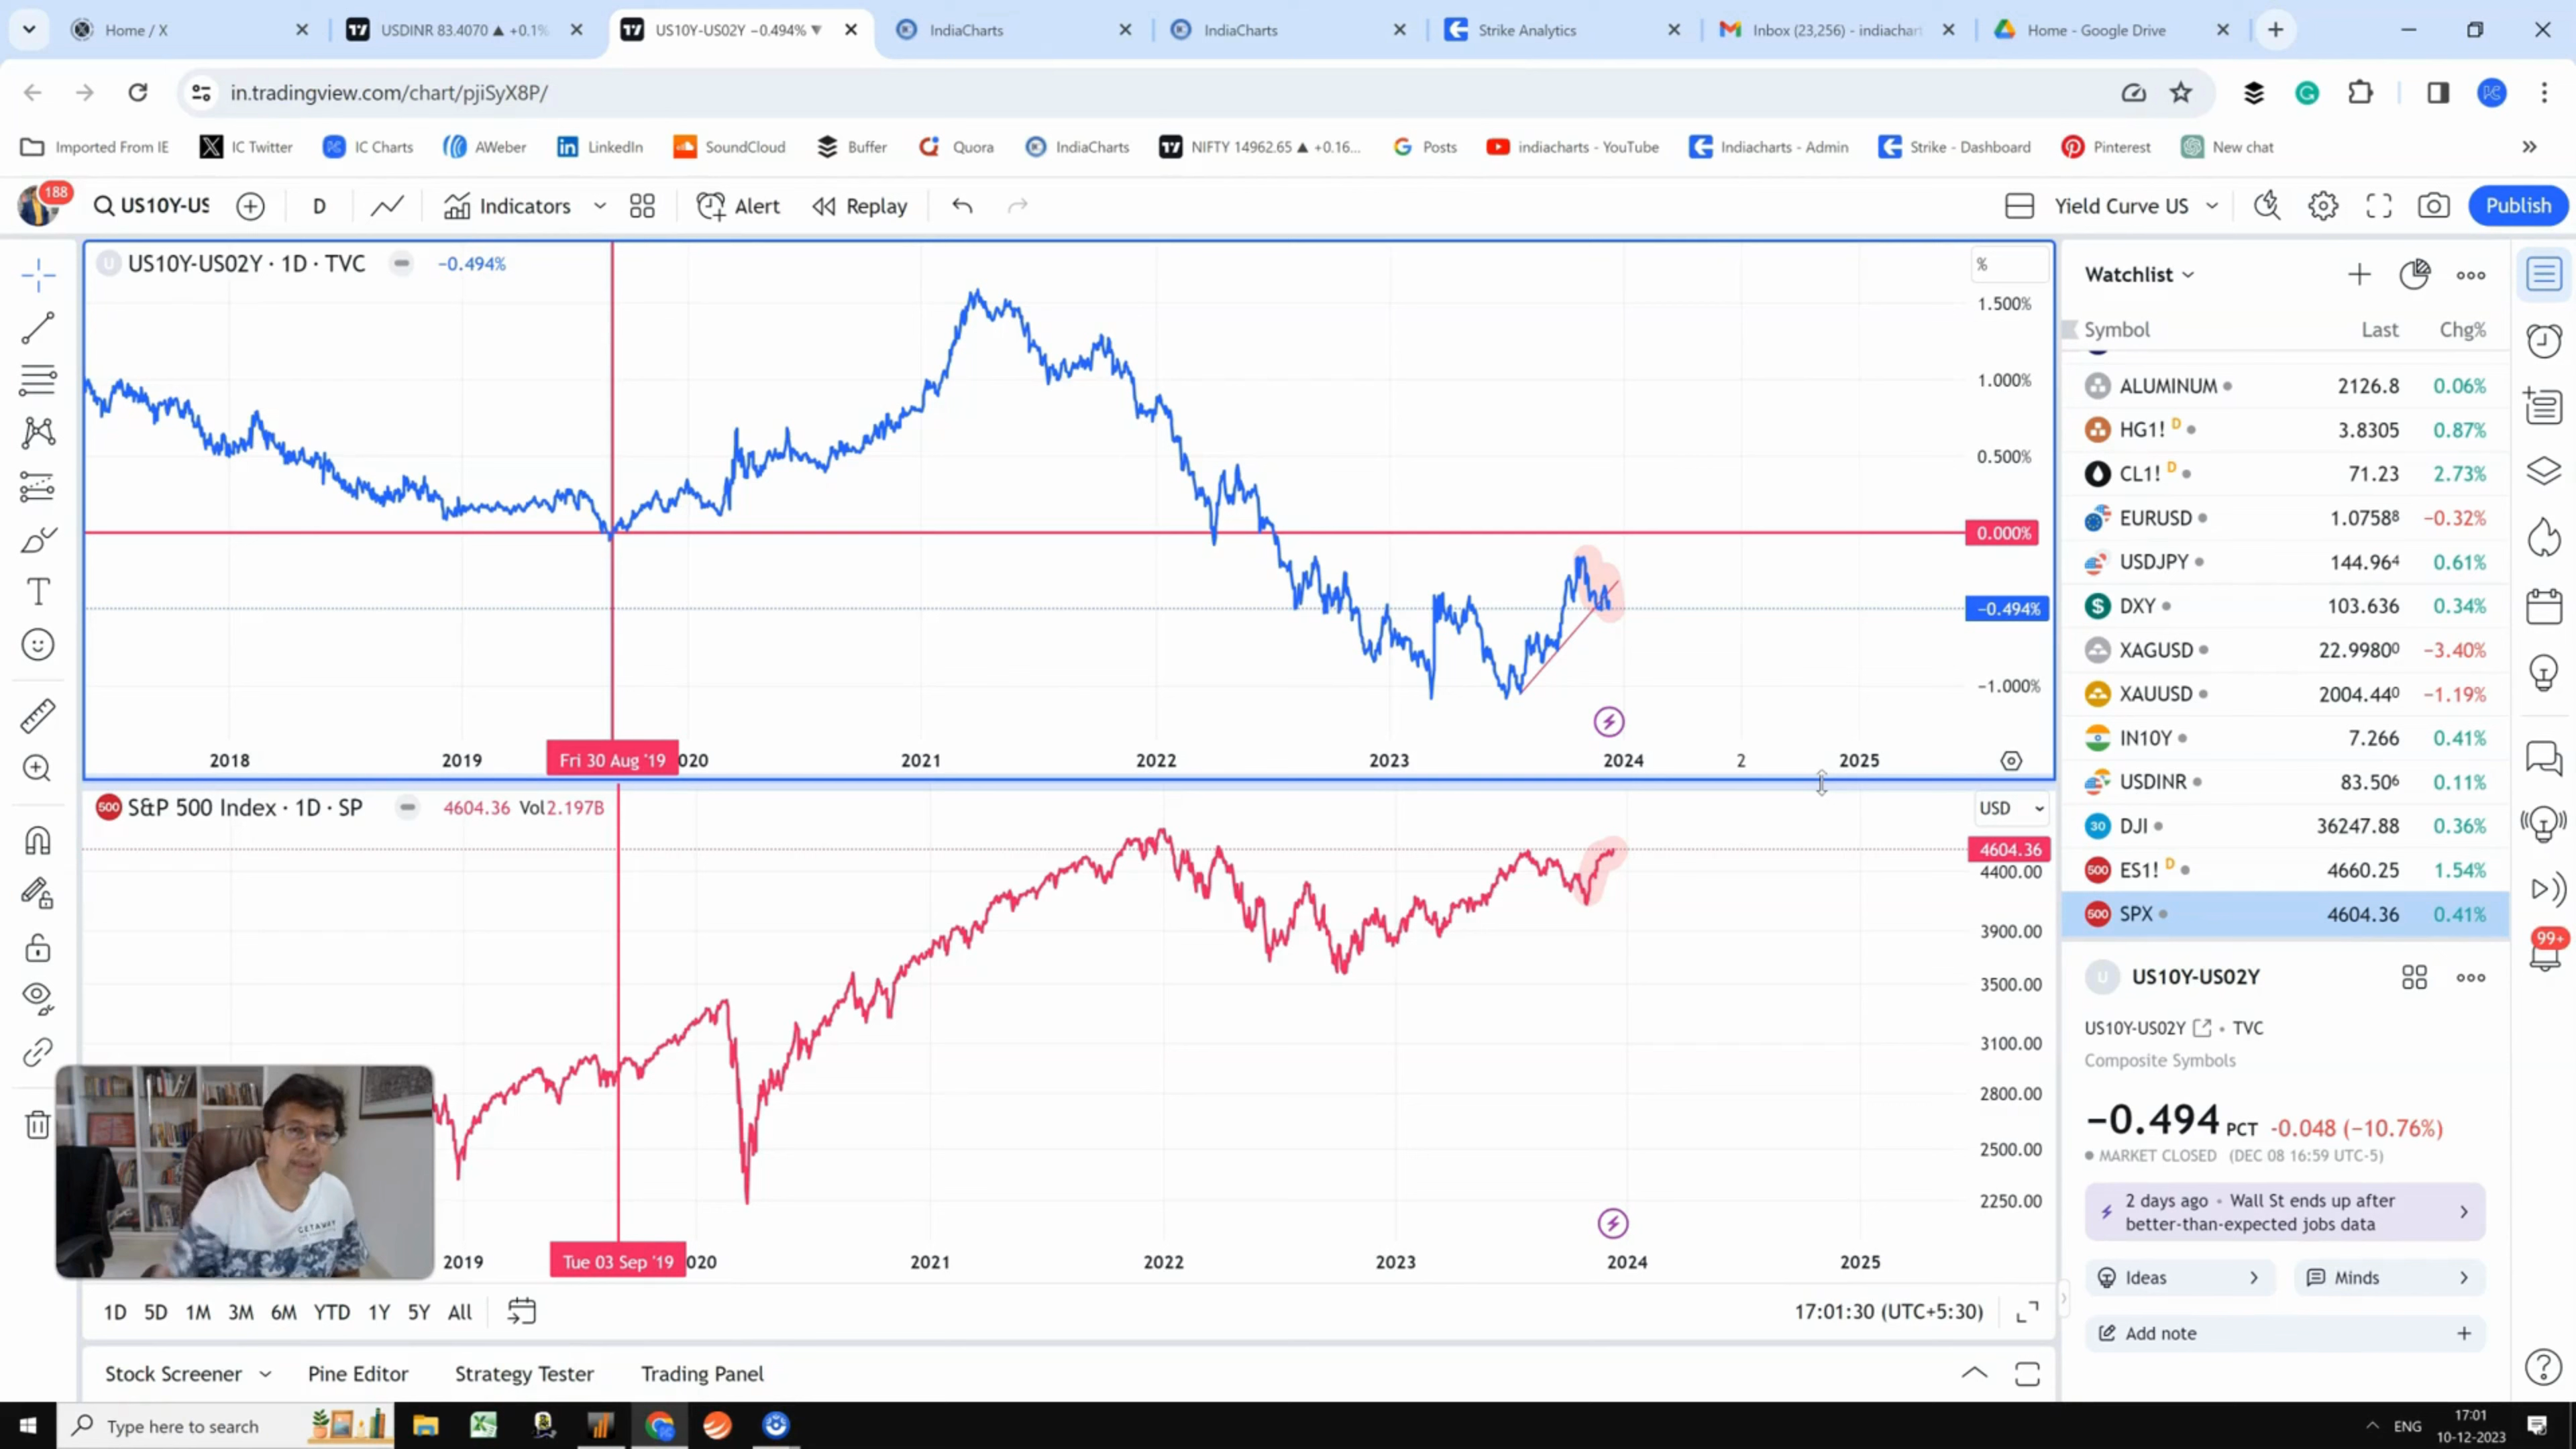 Home / X
USDINR 83.4070 ▲ +0.1%
US10Y-US02Y −0.494% ▼
IndiaCharts
IndiaCharts
Strike Analytics
Inbox (23,256) - indiachart
Home - Google Drive
in.tradingview.com/chart/pjiSyX8P/
Imported From IE
IC Twitter
IC Charts
AWeber
LinkedIn
SoundCloud
Buffer
Quora
IndiaCharts
NIFTY 14962.65 ▲ +0.16...
Posts
indiacharts - YouTube
Indiacharts - Admin
Strike - Dashboard
Pinterest
New chat
188
US10Y-US
D
Indicators
Alert
Replay
Yield Curve US
Publish
US10Y-US02Y · 1D · TVC
−0.494%
%
1.500%
1.000%
0.500%
0.000%
−0.494%
−1.000%
2018
2019
Fri 30 Aug '19
020
2021
2022
2023
2024
2
2025
500
S&P 500 Index · 1D · SP
4604.36 Vol2.197B
USD
4604.36
4400.00
3900.00
3500.00
3100.00
2800.00
2500.00
2250.00
GETAWAY
2019
Tue 03 Sep '19
020
2021
2022
2023
2024
2025
1D 5D 1M 3M 6M YTD 1Y 5Y All
17:01:30 (UTC+5:30)
Stock Screener
Pine Editor
Strategy Tester
Trading Panel
Watchlist
Symbol Last Chg%
ALUMINUM 2126.8 0.06%
HG1! D 3.8305 0.87%
CL1! D 71.23 2.73%
EURUSD 1.07588 −0.32%
USDJPY 144.964 0.61%
DXY 103.636 0.34%
XAGUSD 22.9980 −3.40%
XAUUSD 2004.440 −1.19%
IN10Y 7.266 0.41%
USDINR 83.506 0.11%
30 DJI 36247.88 0.36%
500 ES1! D 4660.25 1.54%
500 SPX 4604.36 0.41%
99+
U US10Y-US02Y
US10Y-US02Y • TVC
Composite Symbols
−0.494 PCT -0.048 (−10.76%)
MARKET CLOSED (DEC 08 16:59 UTC-5)
2 days ago • Wall St ends up after
better-than-expected jobs data
Ideas
Minds
Add note
Type here to search
ENG
17:01
10-12-2023